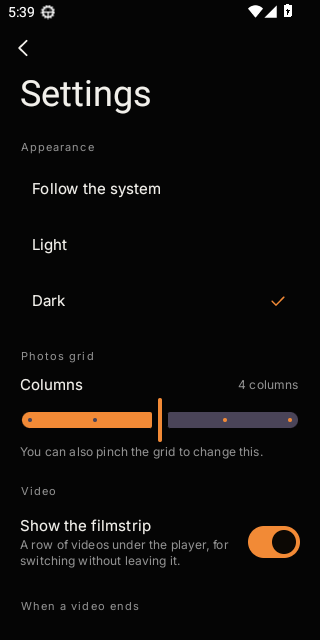 5:39
Settings
Appearance
Follow the system
Light
Dark
Photos grid
Columns 4 columns
You can also pinch the grid to change this.
Video
Show the filmstrip
A row of videos under the player, for
switching without leaving it.
When a video ends